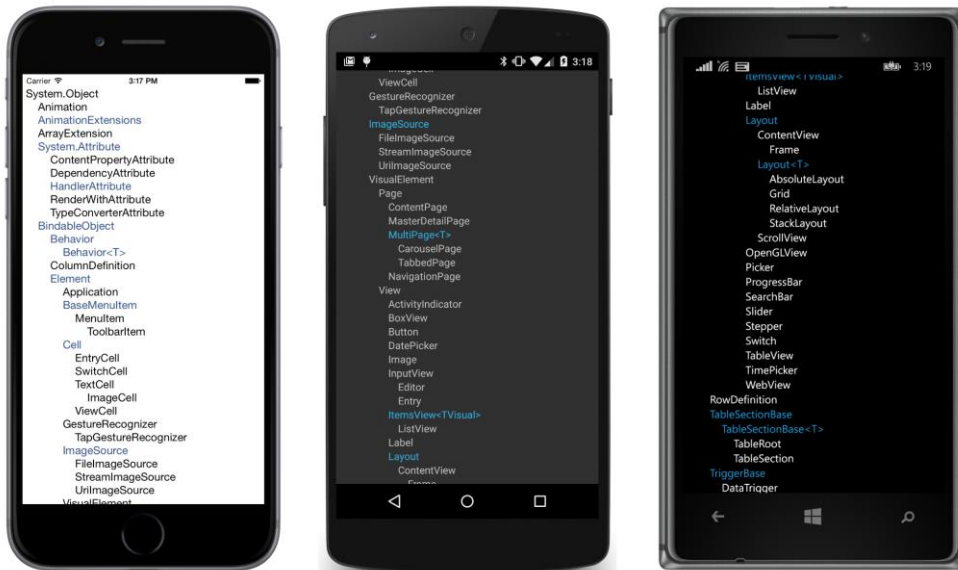 Carrier
3:17 PM
System.Object
Animation
AnimationExtensions
ArrayExtension
System.Attribute
ContentPropertyAttribute
DependencyAttribute
HandlerAttribute
RenderWithAttribute
TypeConverterAttribute
BindableObject
Behavior
Behavior<T>
ColumnDefinition
Element
Application
BaseMenuItem
MenuItem
ToolbarItem
Cell
EntryCell
SwitchCell
TextCell
ImageCell
ViewCell
GestureRecognizer
TapGestureRecognizer
ImageSource
FileImageSource
StreamImageSource
UriImageSource
VisualElement
3:18
ImageCell
ViewCell
GestureRecognizer
TapGestureRecognizer
ImageSource
FileImageSource
StreamImageSource
UriImageSource
VisualElement
Page
ContentPage
MasterDetailPage
MultiPage<T>
CarouselPage
TabbedPage
NavigationPage
View
ActivityIndicator
BoxView
Button
DatePicker
Image
InputView
Editor
Entry
ItemsView<TVisual>
ListView
Label
Layout
ContentView
Frame
3:19
ItemsView<TVisual>
ListView
Label
Layout
ContentView
Frame
Layout<T>
AbsoluteLayout
Grid
RelativeLayout
StackLayout
ScrollView
OpenGLView
Picker
ProgressBar
SearchBar
Slider
Stepper
Switch
TableView
TimePicker
WebView
RowDefinition
TableSectionBase
TableSectionBase<T>
TableRoot
TableSection
TriggerBase
DataTrigger